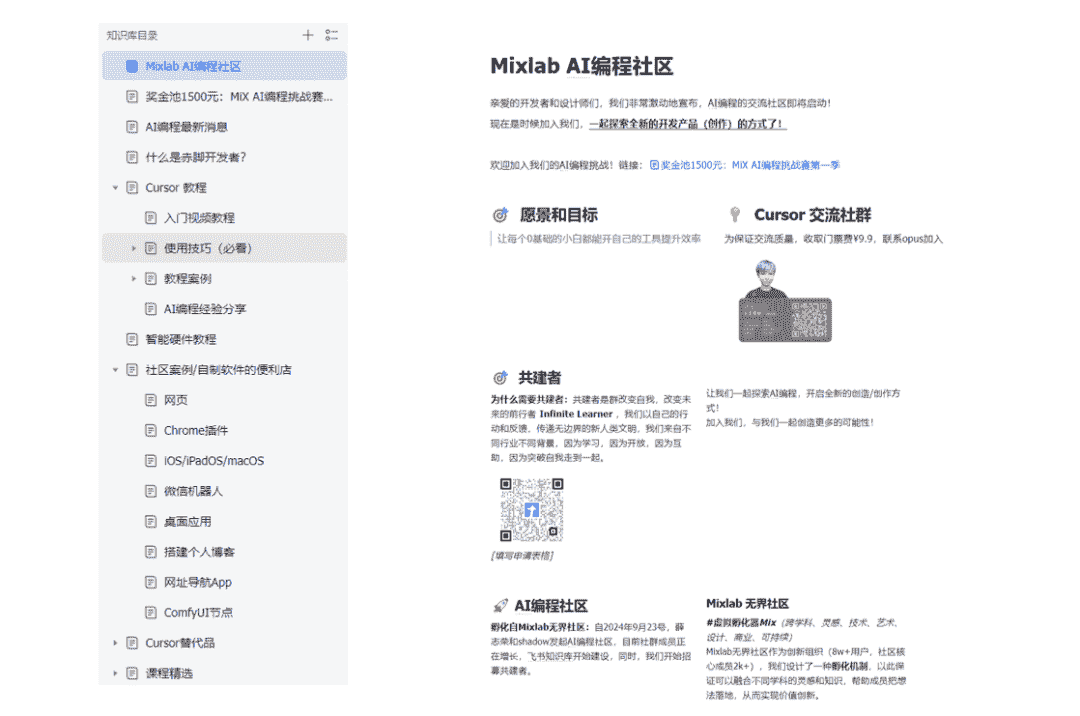 知识库目录
Mixlab AI编程社区
奖金池1500元：MiX AI编程挑战赛...
AI编程最新消息
什么是赤脚开发者？
Cursor 教程
入门视频教程
使用技巧（必看）
教程案例
AI编程经验分享
智能硬件教程
社区案例/自制软件的便利店
网页
Chrome插件
iOS/iPadOS/macOS
微信机器人
桌面应用
搭建个人博客
网址导航App
ComfyUI节点
Cursor替代品
课程精选
Mixlab AI编程社区
亲爱的开发者和设计师们，我们非常激动地宣布，AI编程的交流社区即将启动！
现在是时候加入我们，一起探索全新的开发产品（创作）的方式了！
欢迎加入我们的AI编程挑战！链接：奖金池1500元：MiX AI编程挑战赛第一季
愿景和目标
让每个0基础的小白都能开自己的工具提升效率
Cursor 交流社群
为保证交流质量，收取门票费¥9.9，联系opus加入
共建者
为什么需要共建者：共建者是群改变自我，改变未
来的前行者 Infinite Learner ，我们以自己的行
动和反馈，传递无边界的新人类文明，我们来自不
同行业不同背景，因为学习，因为开放，因为互
助，因为突破自我走到一起。
[填写申请表格]
让我们一起探索AI编程，开启全新的创造/创作方
式！
加入我们，与我们一起创造更多的可能性！
AI编程社区
孵化自Mixlab无界社区：自2024年9月23号，薛
志荣和shadow发起AI编程社区，目前社群成员正
在增长，飞书知识库开始建设，同时，我们开始招
募共建者。
Mixlab 无界社区
#虚拟孵化器Mix（跨学科、灵感、技术、艺术、
设计、商业、可持续）
Mixlab无界社区作为创新组织（8w+用户，社区核
心成员2k+），我们设计了一种孵化机制，以此保
证可以融合不同学科的灵感和知识，帮助成员把想
法落地，从而实现价值创新。